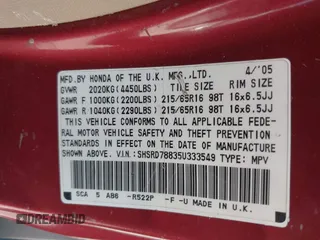 MFD.BY HONDA OF THE U.K. MFG.,LTD. 4/'05
GVWR 2020KG(4450LBS) TIRE SIZE RIM SIZE
GAWR F 1000KG(2200LBS) 215/65R16 98T 16x6.5JJ
GAWR R 1040KG(2290LBS) 215/65R16 98T 16x6.5JJ
THIS VEHICLE CONFORMS TO ALL APPLICABLE FEDE-
RAL MOTOR VEHICLE SAFETY AND THEFT PREVENTION
STANDARDS IN EFFECT ON THE DATE OF MANUFACTURE
SHOWN ABOVE. V.I.N:SHSRD78835U333549 TYPE: MPV
SCA 5 AB6 -R522P -F -U MADE IN U.K.
DREAMBID